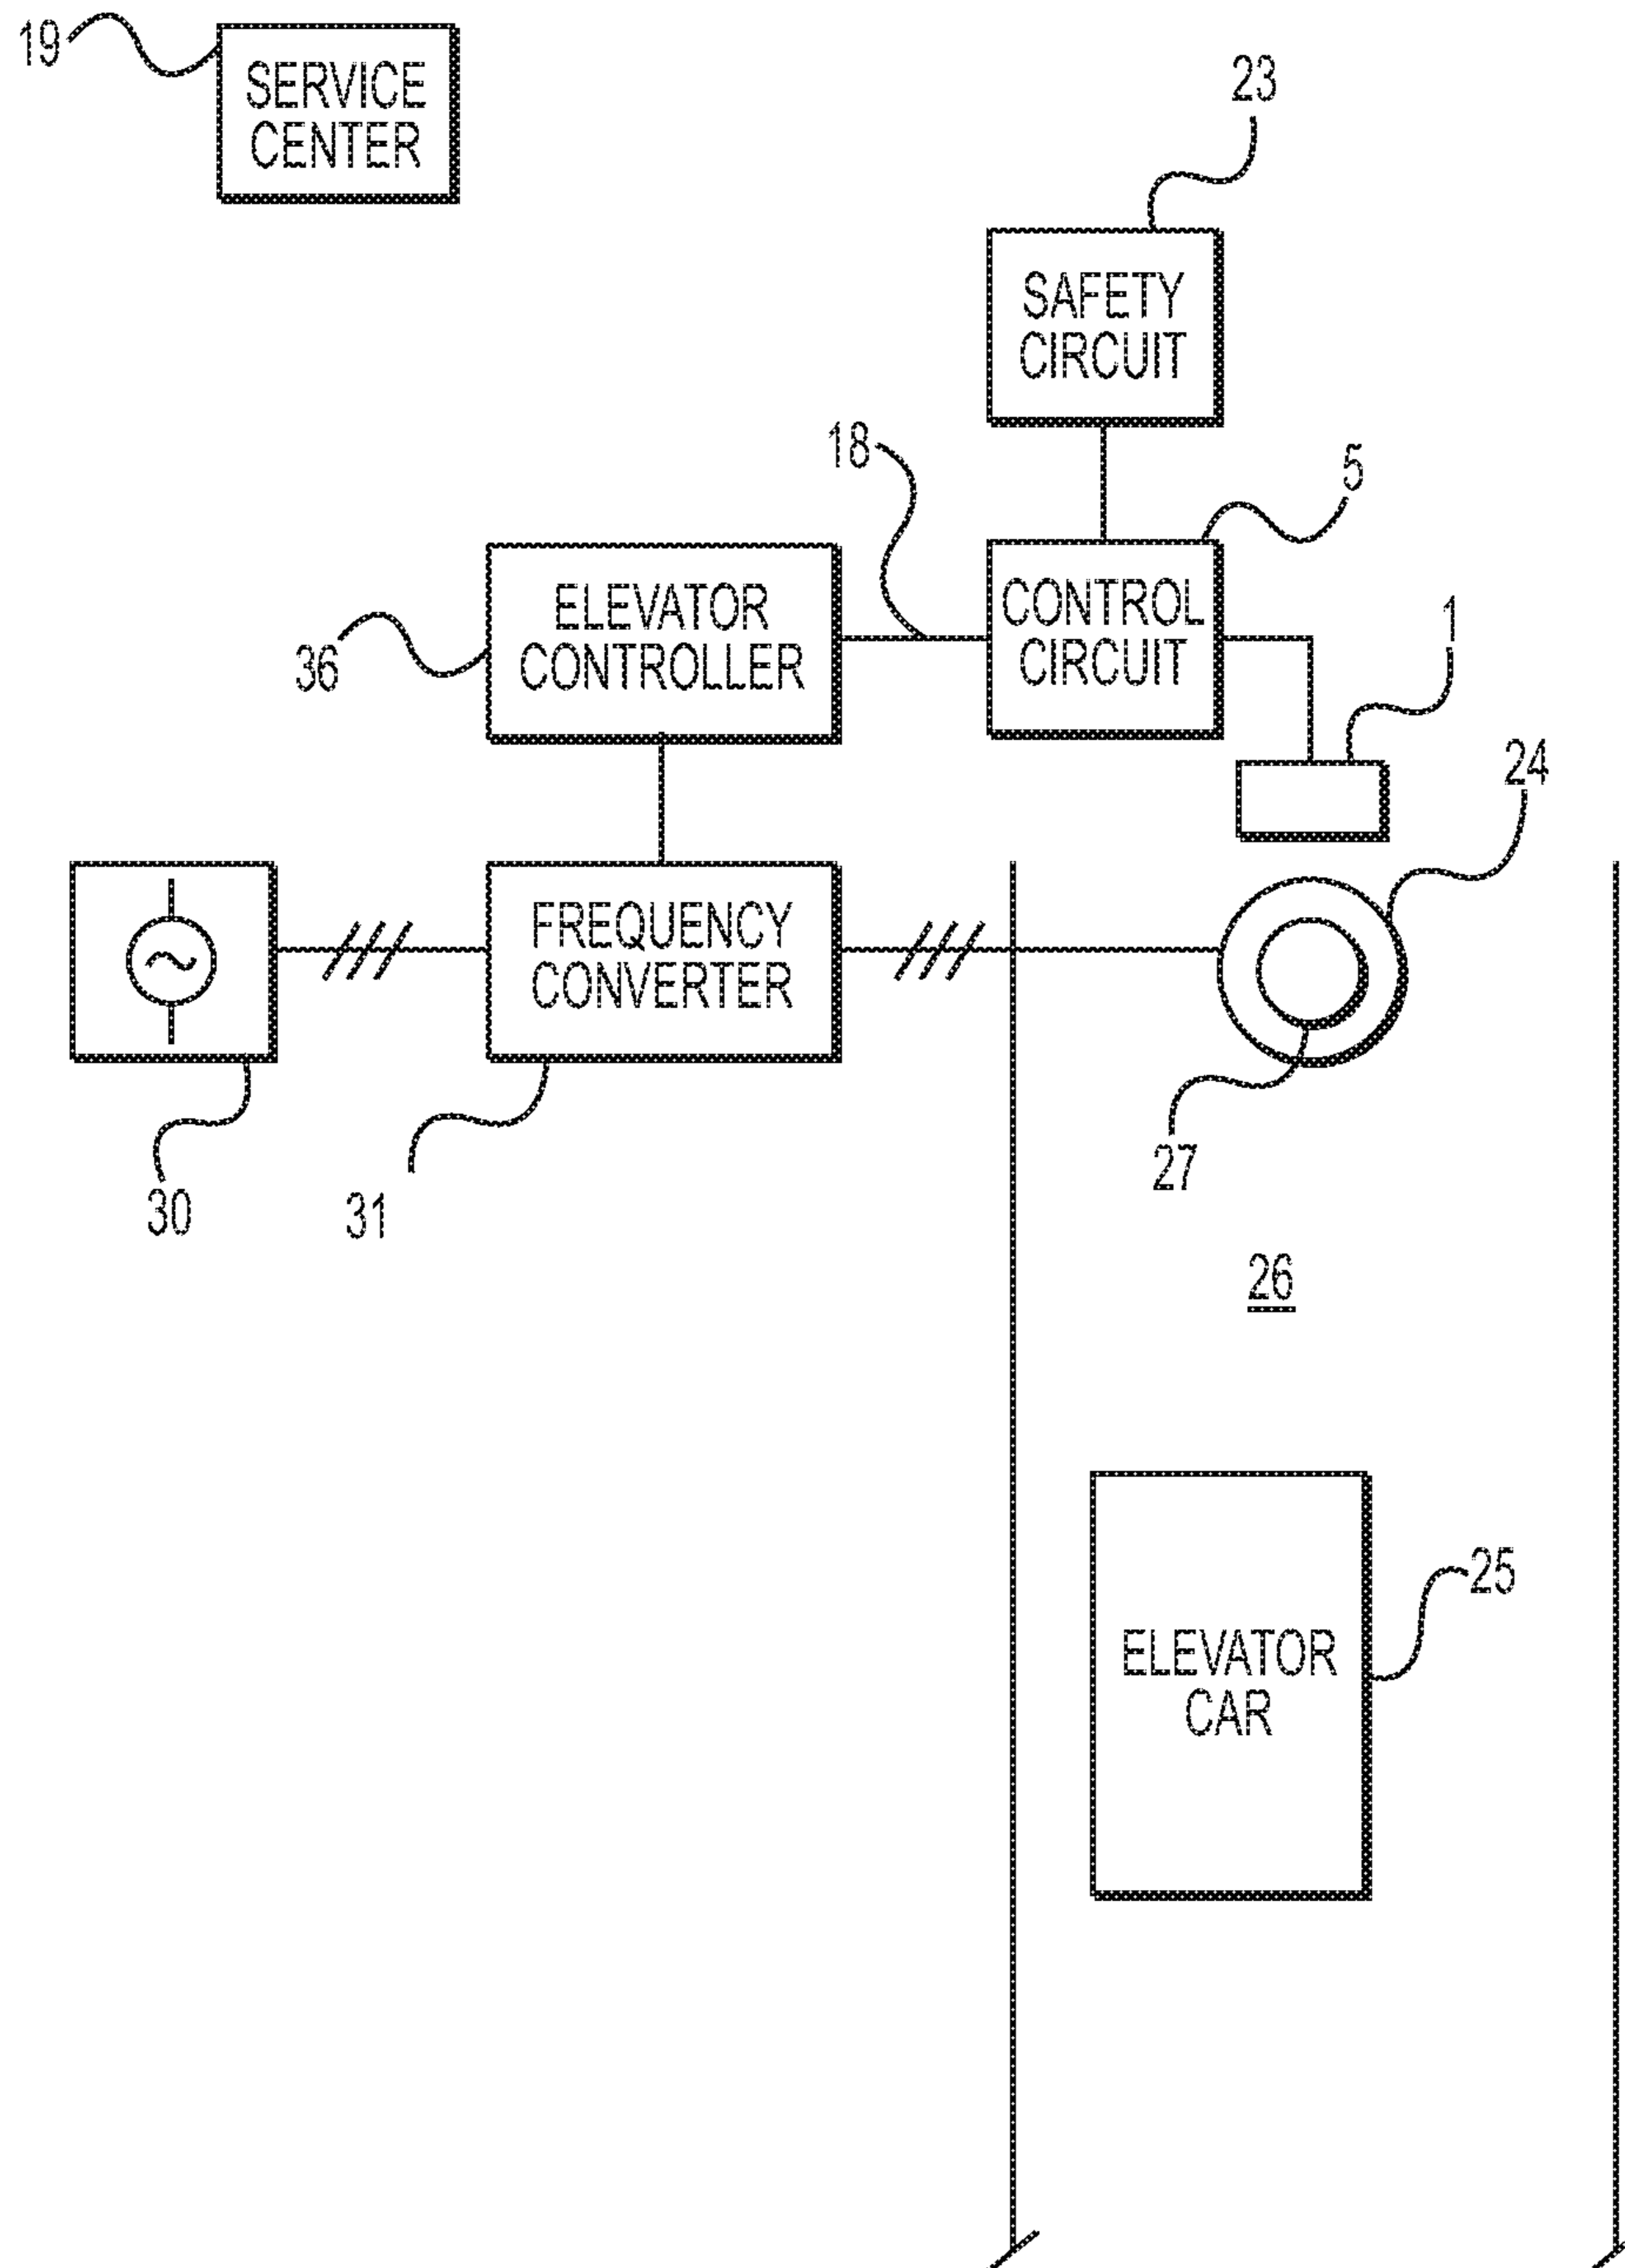 19
SERVICE
CENTER
23
SAFETY
CIRCUIT
18
5
ELEVATOR
CONTROLLER
36
CONTROL
CIRCUIT
1
24
FREQUENCY
CONVERTER
30
31
27
26
25
ELEVATOR
CAR